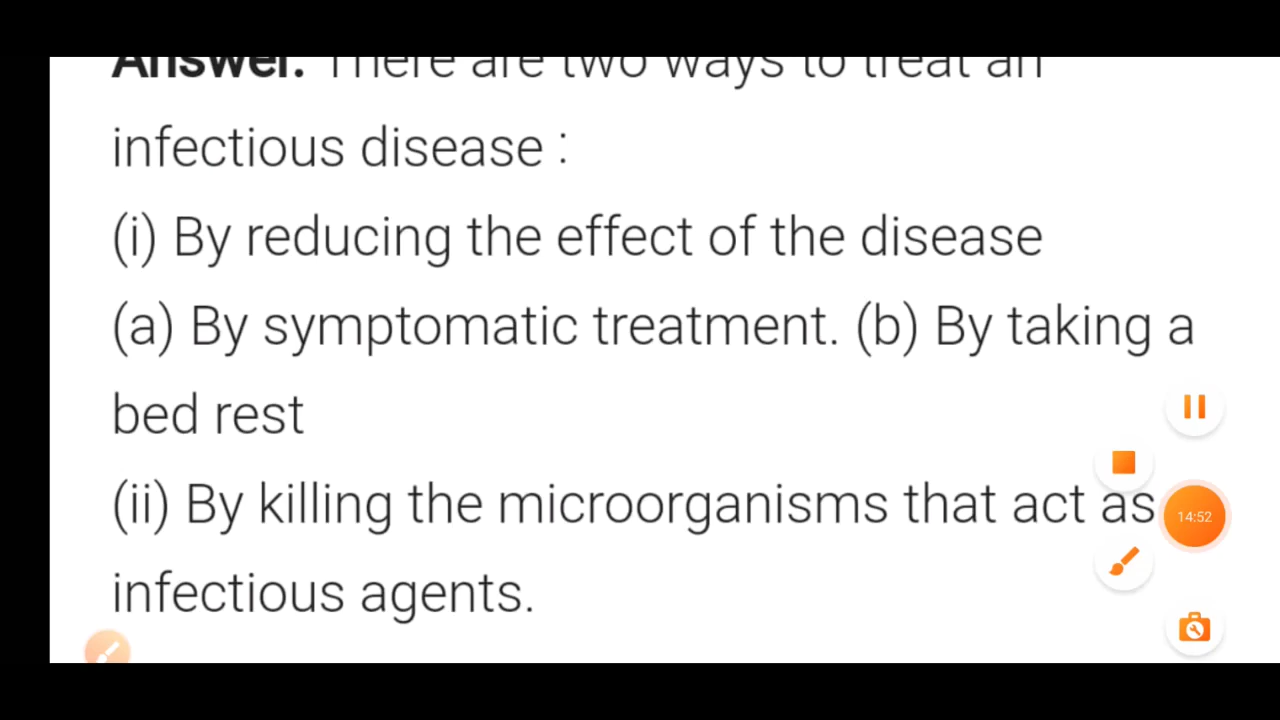 Answer. There are two ways to treat an
infectious disease :
(i) By reducing the effect of the disease
(a) By symptomatic treatment. (b) By taking a
bed rest
(ii) By killing the microorganisms that act as
infectious agents.
14:52